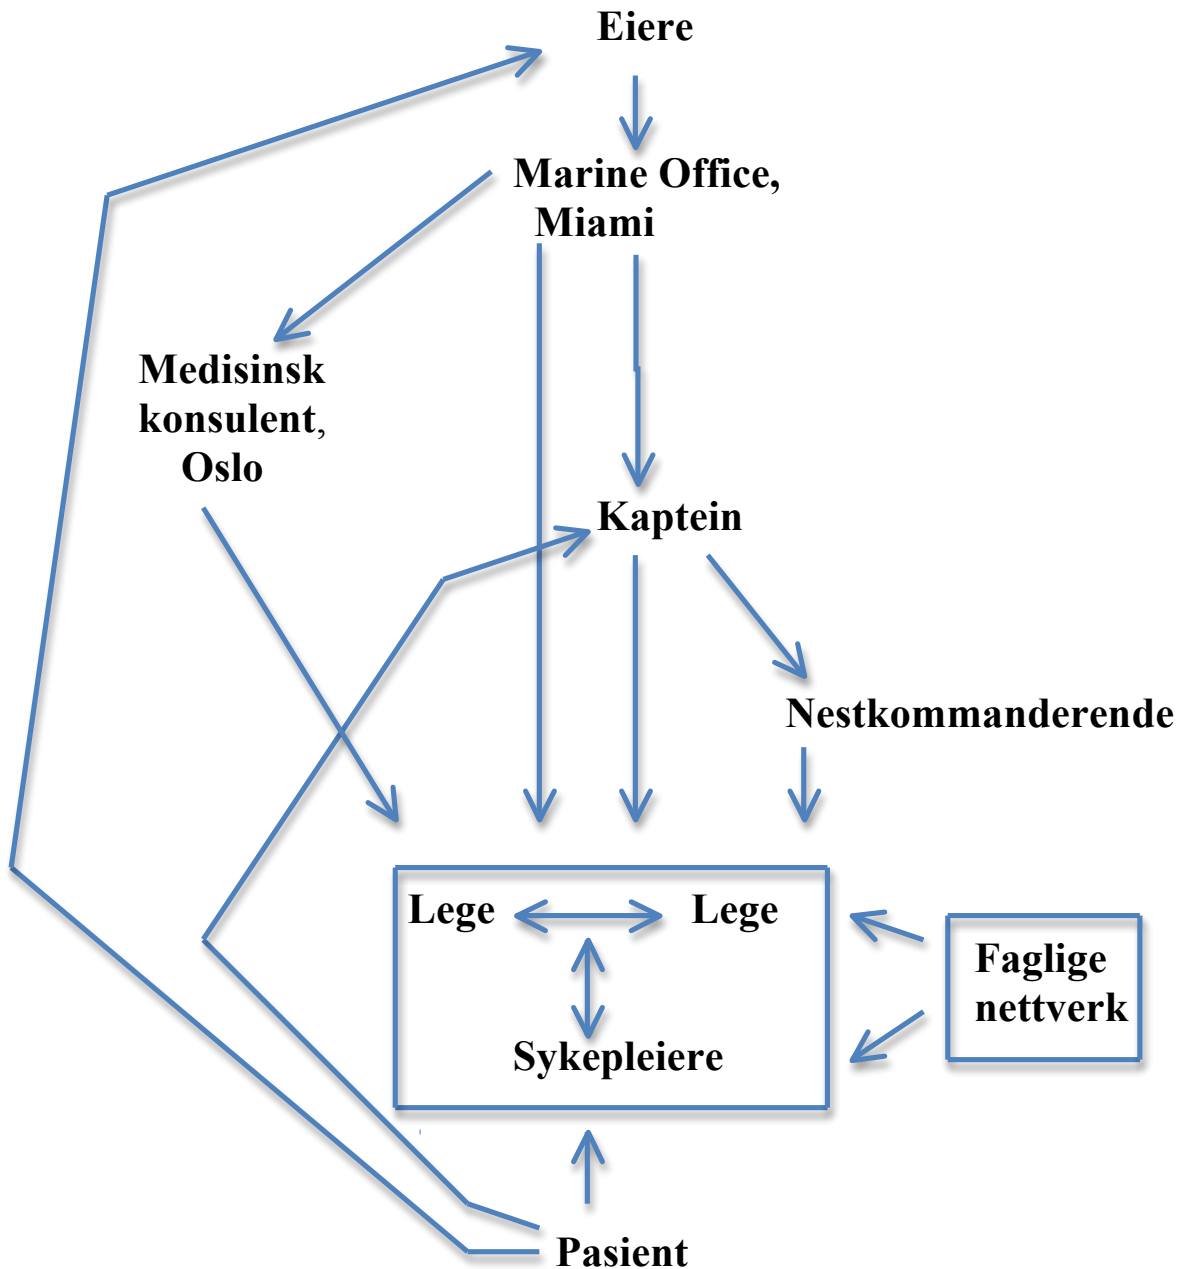 Eiere
Marine Office,
Miami
Medisinsk
konsulent,
Oslo
Kaptein
Nestkommanderende
Lege Lege
Faglige
nettverk
Sykepleiere
Pasient